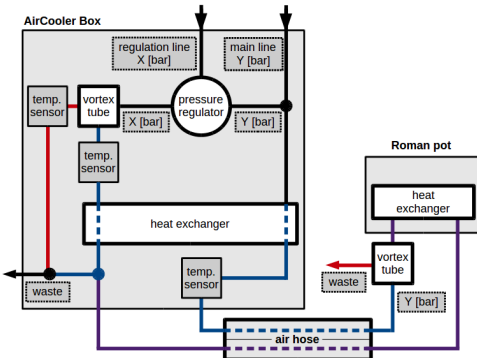 AirCooler Box
regulation line
X [bar]
main line
Y [bar]
temp.
sensor
vortex
tube
X [bar]
pressure
regulator
Y [bar]
temp.
sensor
Roman pot
heat
exchanger
heat exchanger
temp.
sensor
vortex
tube
waste
waste
Y [bar]
air hose